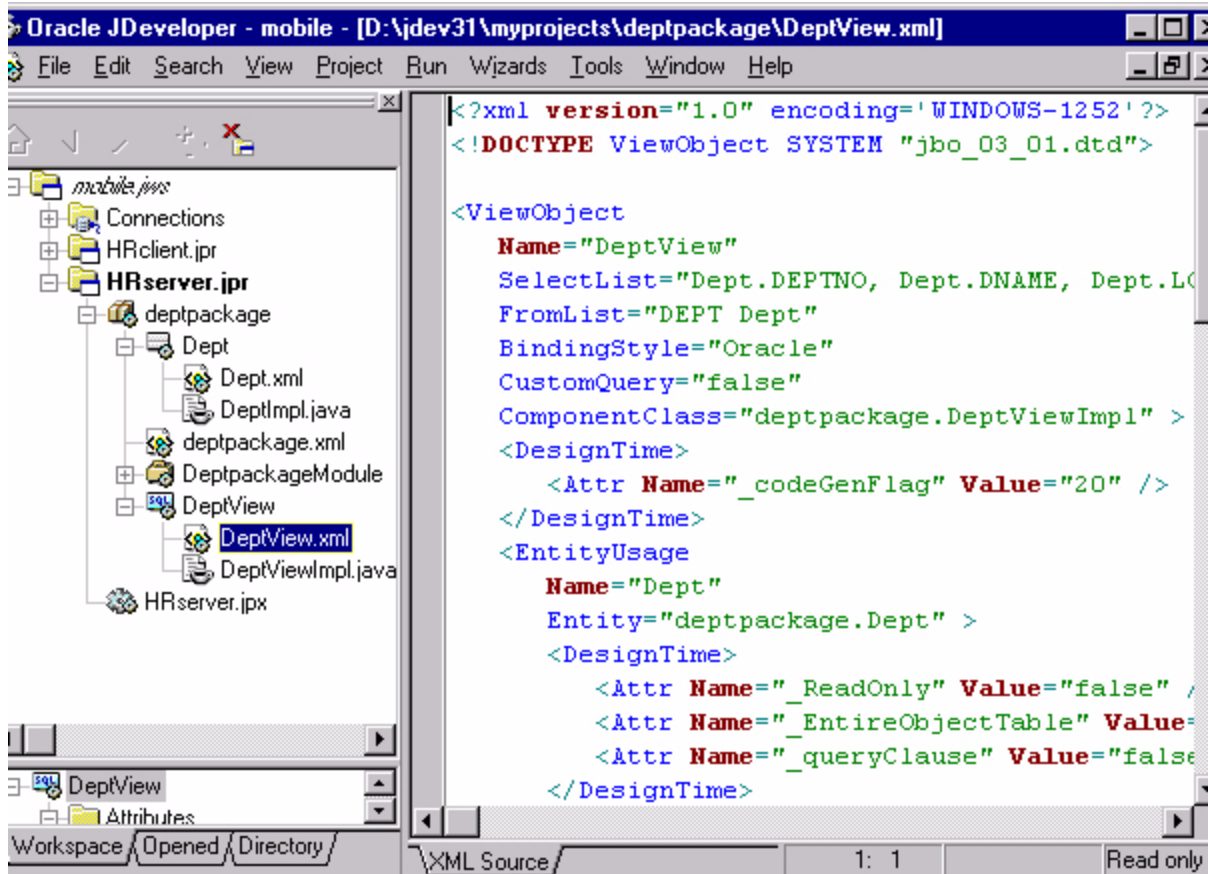 Oracle JDeveloper - mobile - [D:\jdev31\myprojects\deptpackage\DeptView.xml]
File Edit Search View Project Run Wizards Tools Window Help
mobile.jws
Connections
HRclient.jpr
HRserver.jpr
deptpackage
Dept
Dept.xml
DeptImpl.java
deptpackage.xml
DeptpackageModule
DeptView
DeptView.xml
DeptViewImpl.java
HRserver.jpx
DeptView
Attributes
Workspace Opened Directory
<?xml version="1.0" encoding='WINDOWS-1252'?>
<!DOCTYPE ViewObject SYSTEM "jbo_03_01.dtd">
<ViewObject
Name="DeptView"
SelectList="Dept.DEPTNO, Dept.DNAME, Dept.LO
FromList="DEPT Dept"
BindingStyle="Oracle"
CustomQuery="false"
ComponentClass="deptpackage.DeptViewImpl" >
<DesignTime>
<Attr Name="_codeGenFlag" Value="20" />
</DesignTime>
<EntityUsage
Name="Dept"
Entity="deptpackage.Dept" >
<DesignTime>
<Attr Name="_ReadOnly" Value="false" /
<Attr Name="_EntireObjectTable" Value=
<Attr Name="_queryClause" Value="false
</DesignTime>
XML Source 1: 1 Read only